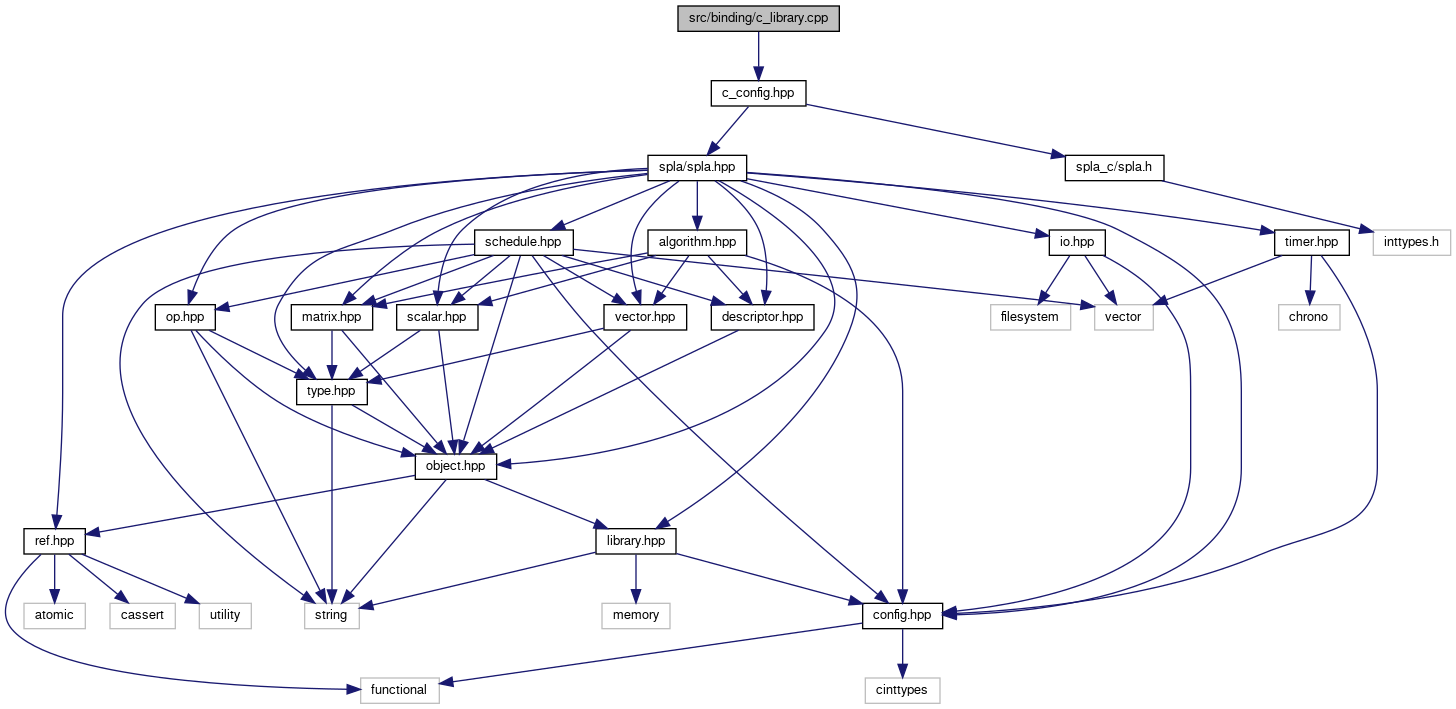 src/binding/c_library.cpp
c_config.hpp
spla/spla.hpp
spla_c/spla.h
schedule.hpp
algorithm.hpp
io.hpp
timer.hpp
inttypes.h
op.hpp
matrix.hpp
scalar.hpp
vector.hpp
descriptor.hpp
filesystem
vector
chrono
type.hpp
object.hpp
ref.hpp
library.hpp
atomic
cassert
utility
string
memory
config.hpp
functional
cinttypes